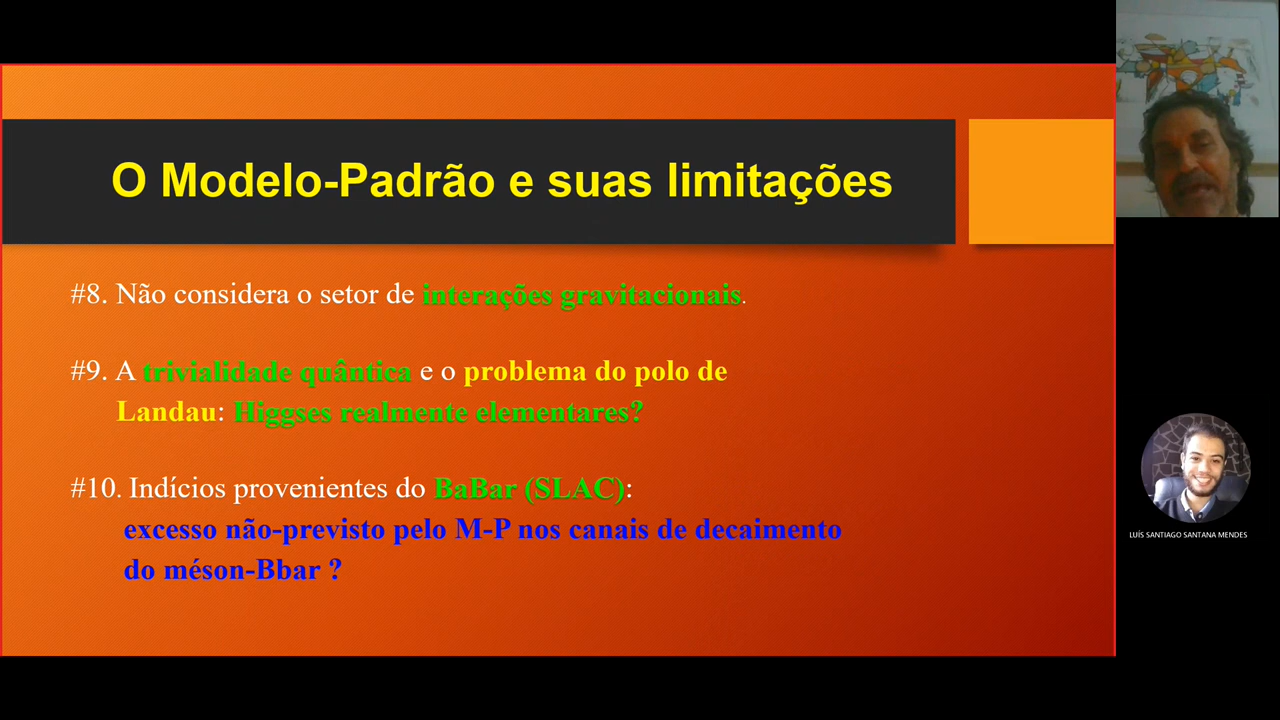 O Modelo-Padrão e suas limitações
#8. Não considera o setor de interações gravitacionais.
#9. A trivialidade quântica e o problema do polo de
Landau: Higgses realmente elementares?
#10. Indícios provenientes do BaBar (SLAC):
excesso não-previsto pelo M-P nos canais de decaimento
do méson-Bbar ?
LUÍS SANTIAGO SANTANA MENDES